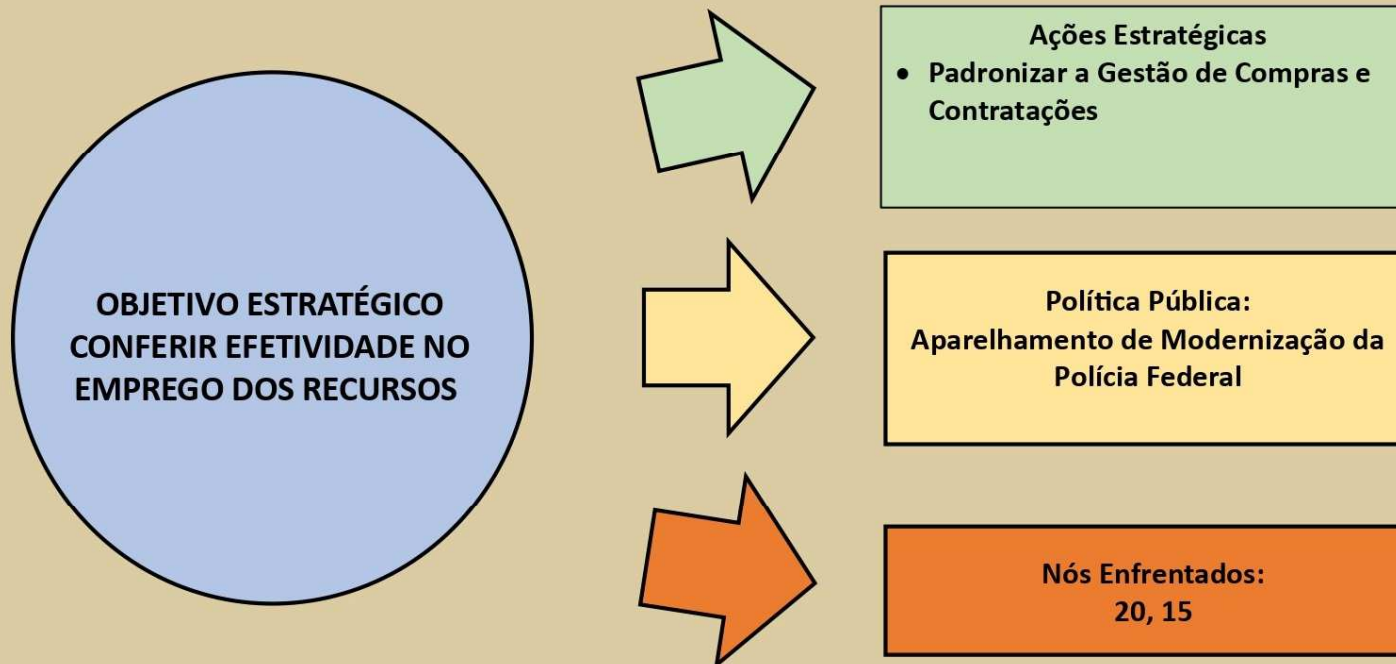 OBJETIVO ESTRATÉGICO
CONFERIR EFETIVIDADE NO
EMPREGO DOS RECURSOS
Ações Estratégicas
• Padronizar a Gestão de Compras e
Contratações
Política Pública:
Aparelhamento de Modernização da
Polícia Federal
Nós Enfrentados:
20, 15